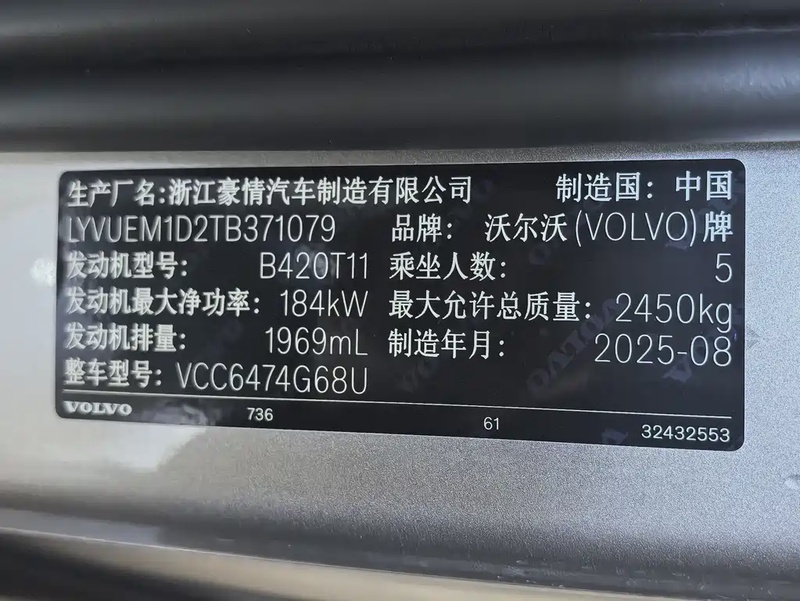 生产厂名:浙江豪情汽车制造有限公司 制造国: 中国
LYVUEM1D2TB371079 品牌: 沃尔沃(VOLVO)牌
发动机型号: B420T11 乘坐人数: 5
发动机最大净功率: 184kW 最大允许总质量: 2450kg
发动机排量: 1969mL 制造年月: 2025-08
整车型号: VCC6474G68U
VOLVO 736 61 32432553